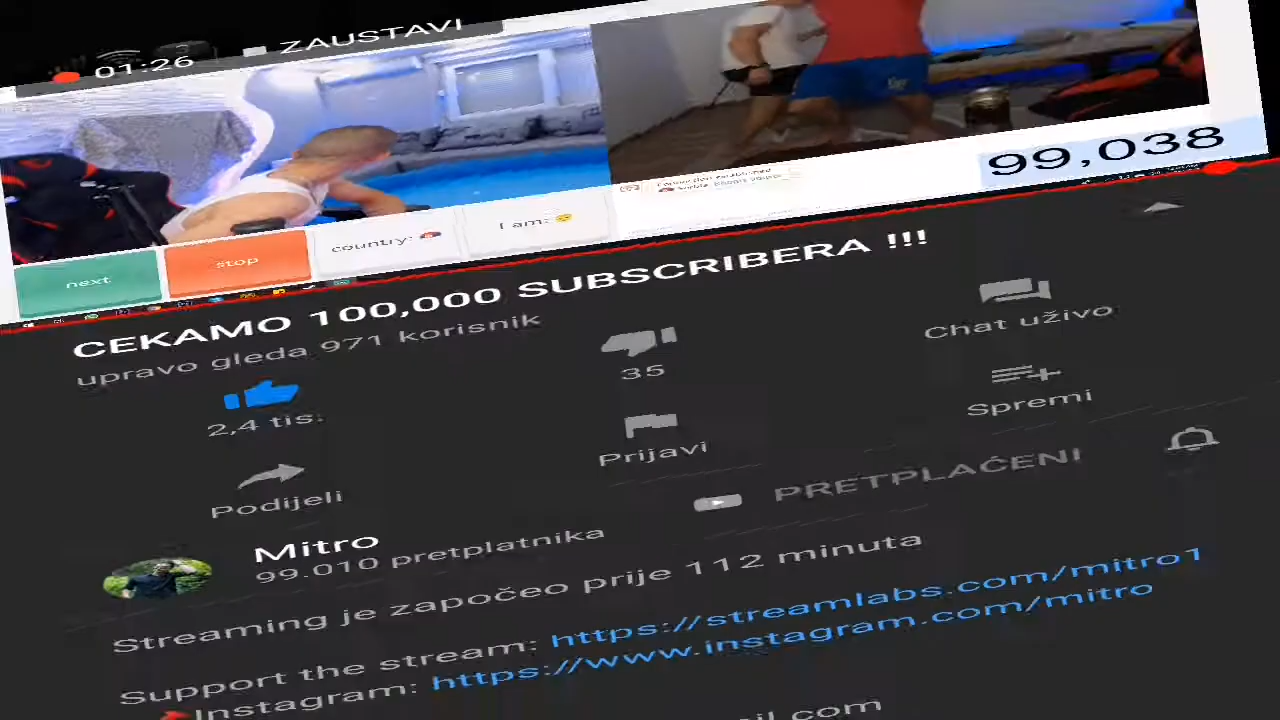 01:26
ZAUSTAVI
99,038
next
stop
country:
I am:
CEKAMO 100,000 SUBSCRIBERA !!!
upravo gleda 971 korisnik
2,4 tis.
35
Chat uživo
Podijeli
Prijavi
Spremi
Mitro
99.010 pretplatnika
PRETPLAĆENI
Streaming je započeo prije 112 minuta
Support the stream: https://streamlabs.com/mitro1
Instagram: https://www.instagram.com/mitro